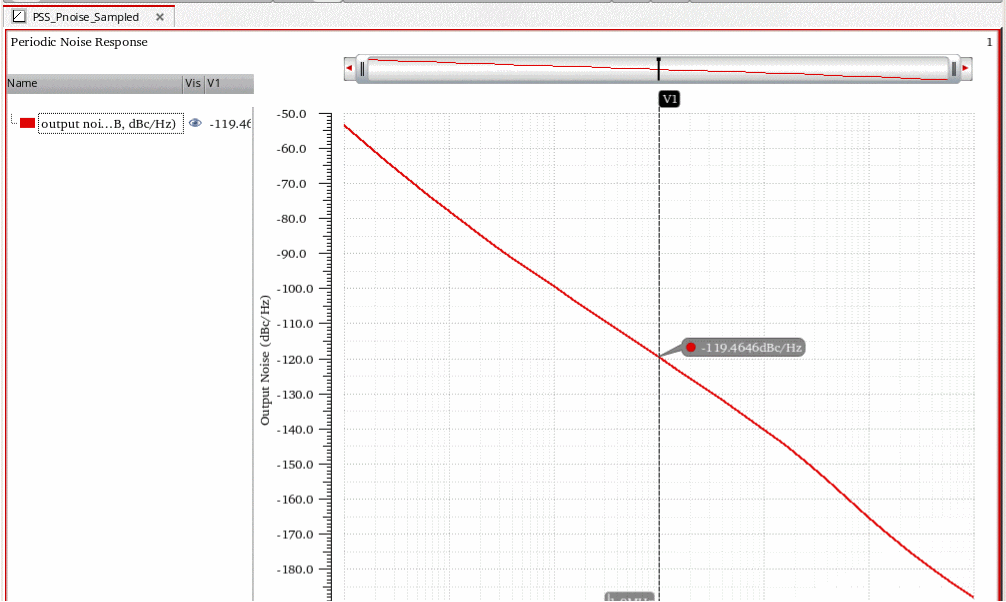 PSS_Pnoise_Sampled
Periodic Noise Response
1
Name Vis V1
output noi...B, dBc/Hz) -119.46
V1
-50.0
-60.0
-70.0
-80.0
-90.0
-100.0
-110.0
-120.0
-130.0
-140.0
-150.0
-160.0
-170.0
-180.0
Output Noise (dBc/Hz)
-119.4646dBc/Hz